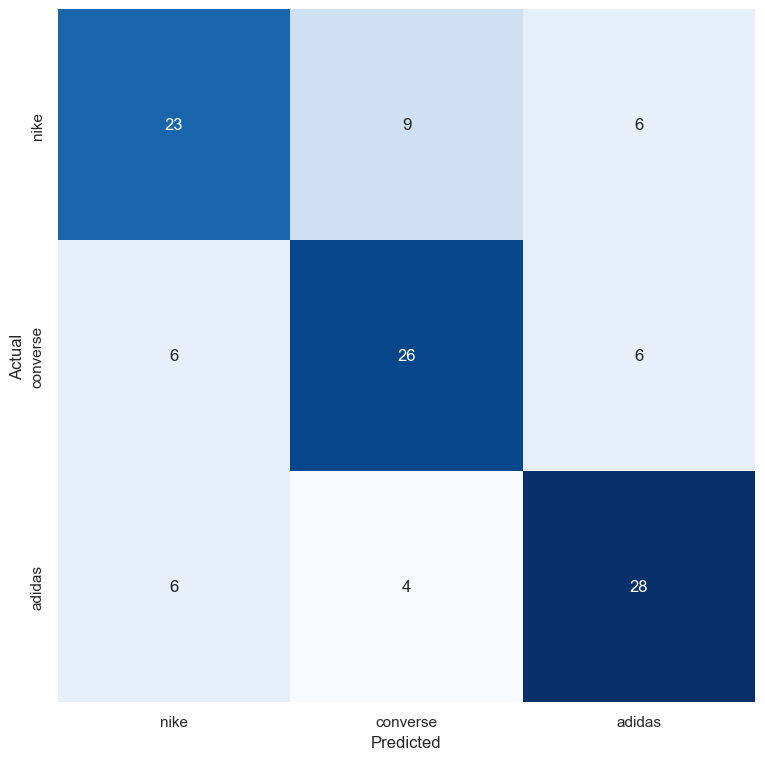 nike
23 9 6
Actual
converse
6 26 6
adidas
6 4 28
nike converse adidas
Predicted